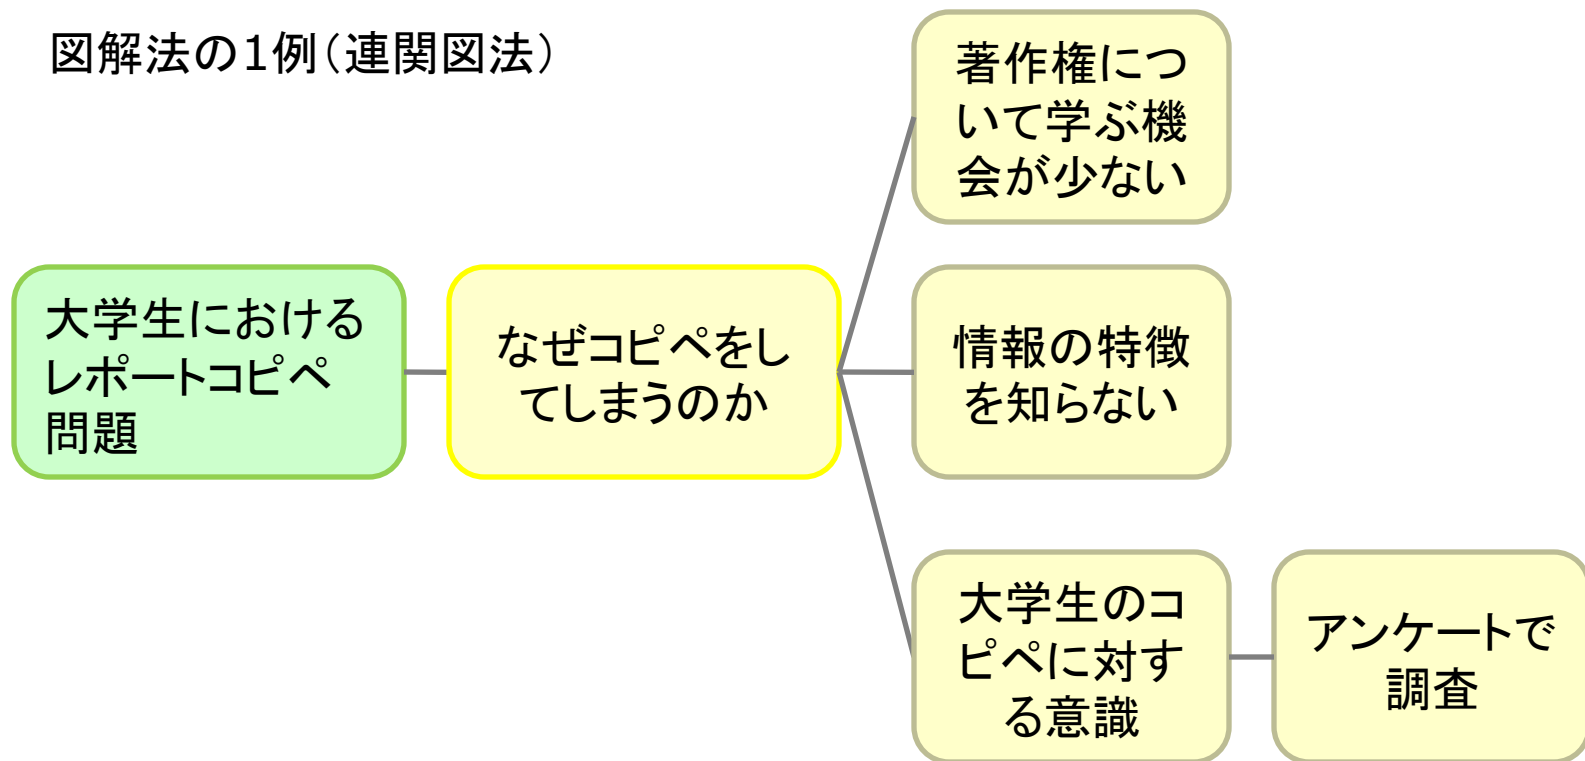 図解法の1例(連関図法)
著作権につ
いて学ぶ機
会が少ない
大学生における
レポートコピペ
問題
なぜコピペをし
てしまうのか
情報の特徴
を知らない
大学生のコ
ピペに対す
る意識
アンケートで
調査